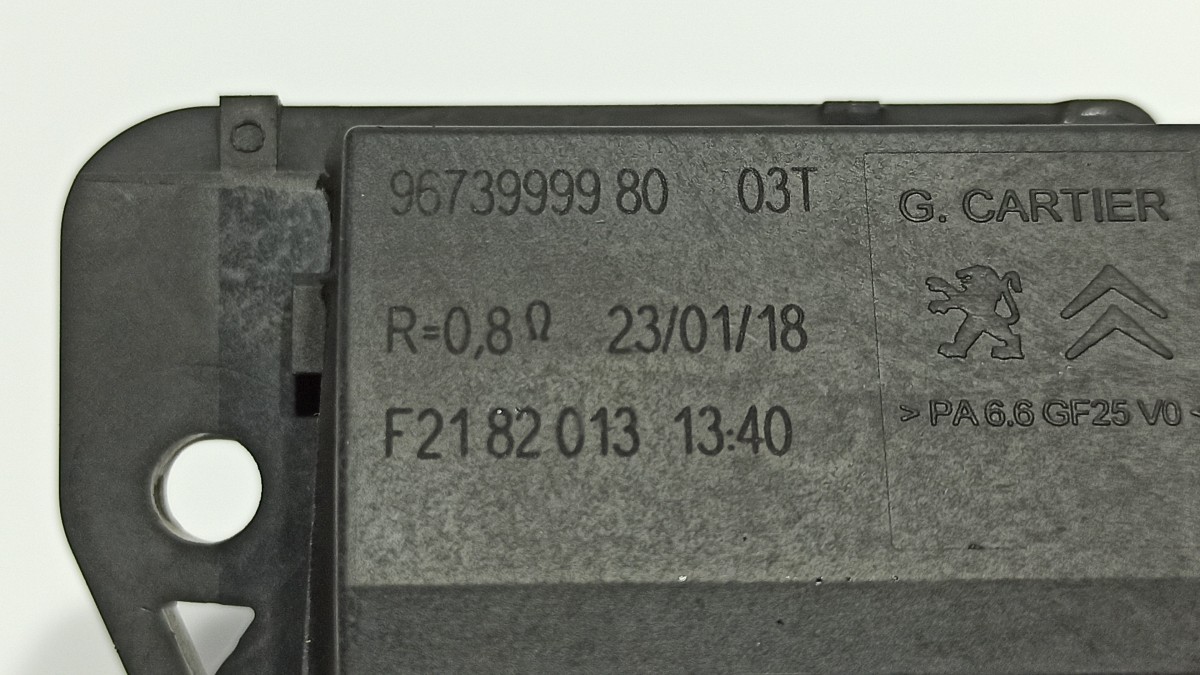 96739999 80 03T
G. CARTIER
R=0,8 Ω 23/01/18
F21 82 013 13:40
>PA 6.6 GF25 V0<